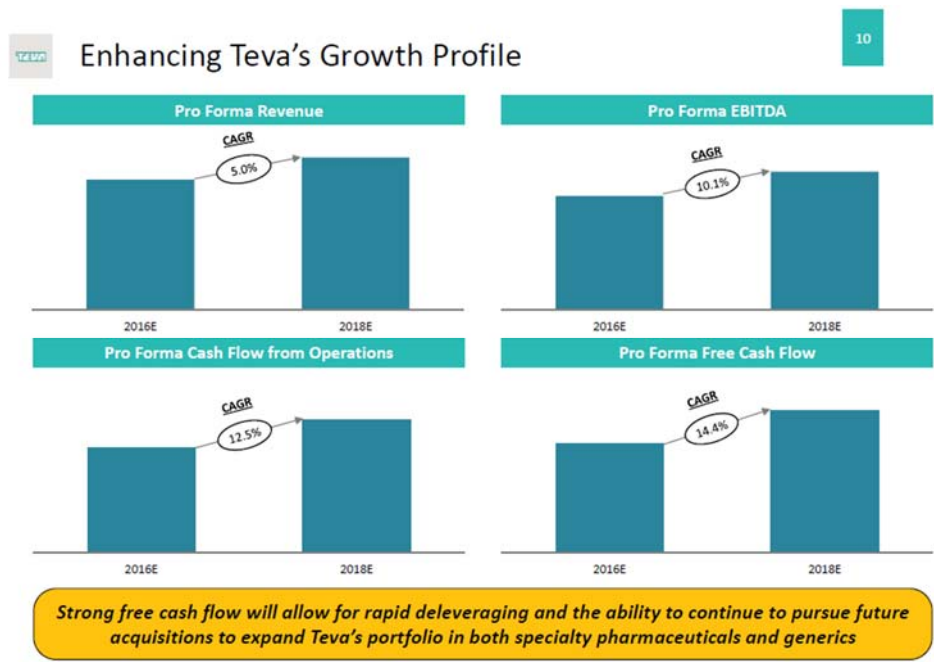 10
TEVA
Enhancing Teva's Growth Profile
Pro Forma Revenue
CAGR
5.0%
2016E
2018E
Pro Forma EBITDA
CAGR
10.1%
2016E
2018E
Pro Forma Cash Flow from Operations
CAGR
12.5%
2016E
2018E
Pro Forma Free Cash Flow
CAGR
14.4%
2016E
2018E
Strong free cash flow will allow for rapid deleveraging and the ability to continue to pursue future
acquisitions to expand Teva's portfolio in both specialty pharmaceuticals and generics